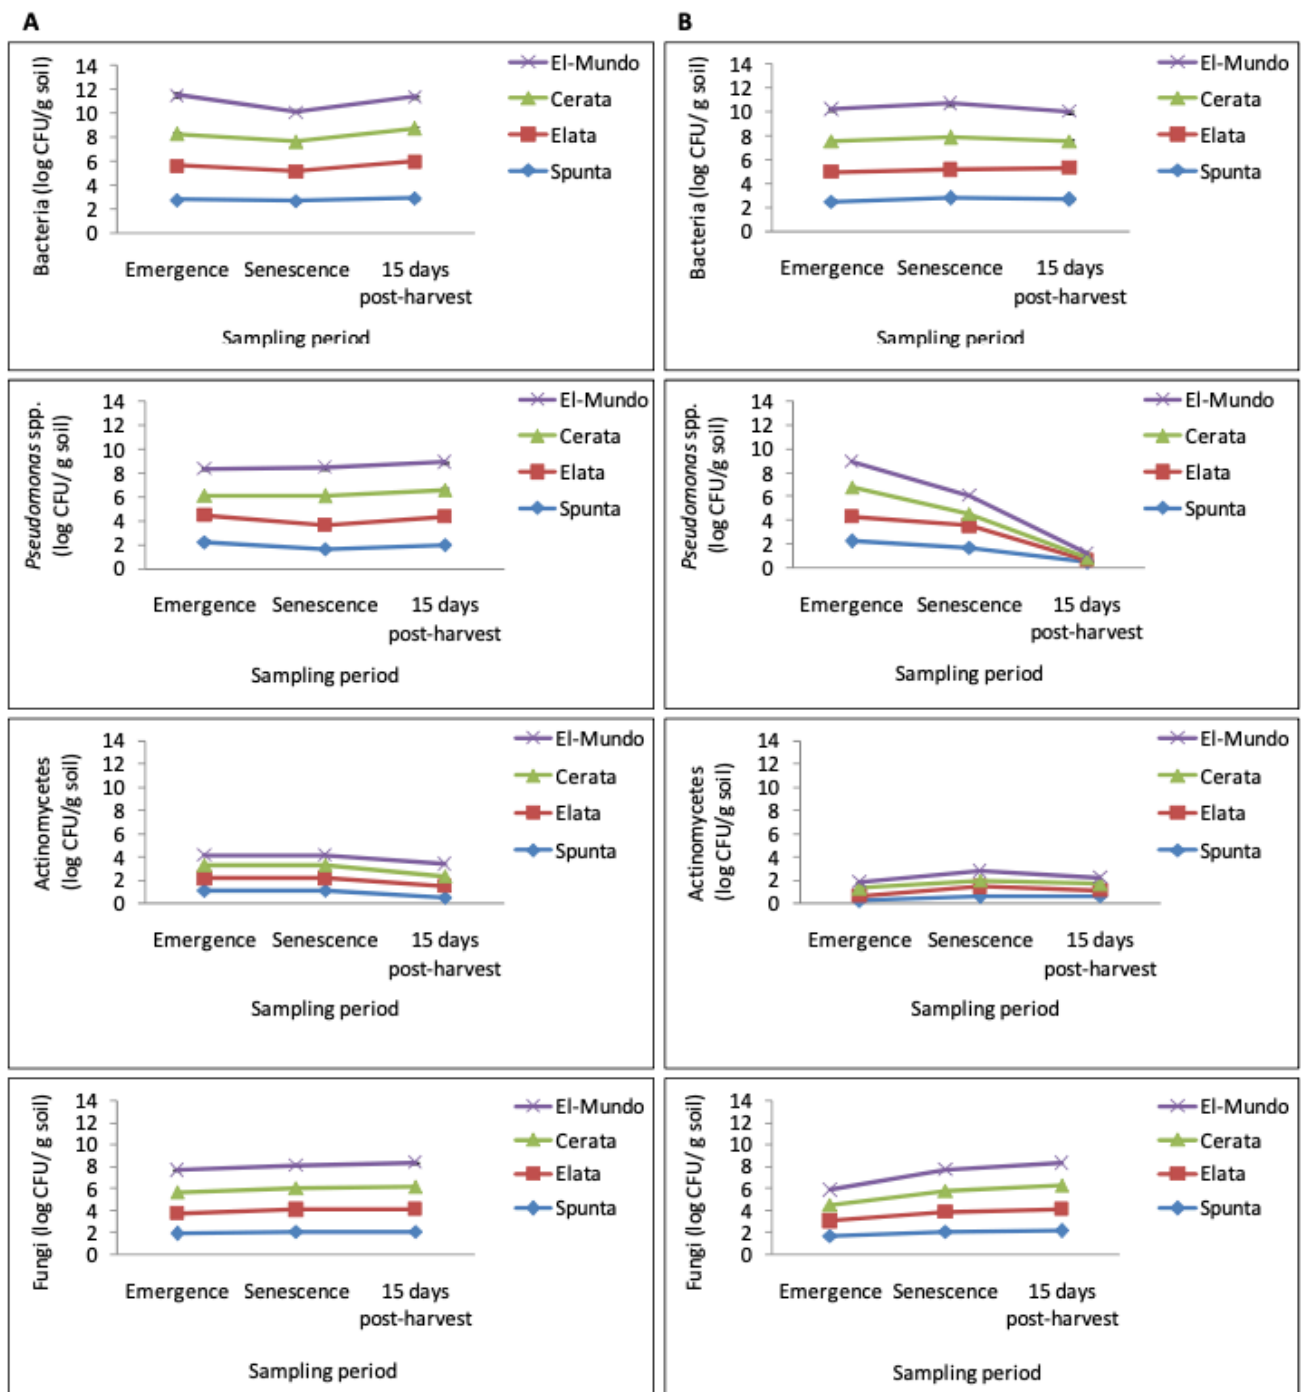 A
Bacteria (log CFU/g soil)
14
12
10
8
6
4
2
0
Emergence Senescence 15 days
post-harvest
Sampling period
El-Mundo
Cerata
Elata
Spunta
B
Bacteria (log CFU/ g soil)
14
12
10
8
6
4
2
0
Emergence Senescence 15 days
post-harvest
Sampling period
El-Mundo
Cerata
Elata
Spunta
Pseudomonas spp.
(log CFU/ g soil)
14
12
10
8
6
4
2
0
Emergence Senescence 15 days
post-harvest
Sampling period
El-Mundo
Cerata
Elata
Spunta
Pseudomonas spp.
(log CFU/ g soil)
14
12
10
8
6
4
2
0
Emergence Senescence 15 days
post-harvest
Sampling period
El-Mundo
Cerata
Elata
Spunta
Actinomycetes
(log CFU/g soil)
14
12
10
8
6
4
2
0
Emergence Senescence 15 days
post-harvest
Sampling period
El-Mundo
Cerata
Elata
Spunta
Actinomycetes
(log CFU/g soil)
14
12
10
8
6
4
2
0
Emergence Senescence 15 days
post-harvest
Sampling period
El-Mundo
Cerata
Elata
Spunta
Fungi (log CFU/ g soil)
14
12
10
8
6
4
2
0
Emergence Senescence 15 days
post-harvest
Sampling period
El-Mundo
Cerata
Elata
Spunta
Fungi (log CFU/ g soil)
14
12
10
8
6
4
2
0
Emergence Senescence 15 days
post-harvest
Sampling period
El-Mundo
Cerata
Elata
Spunta